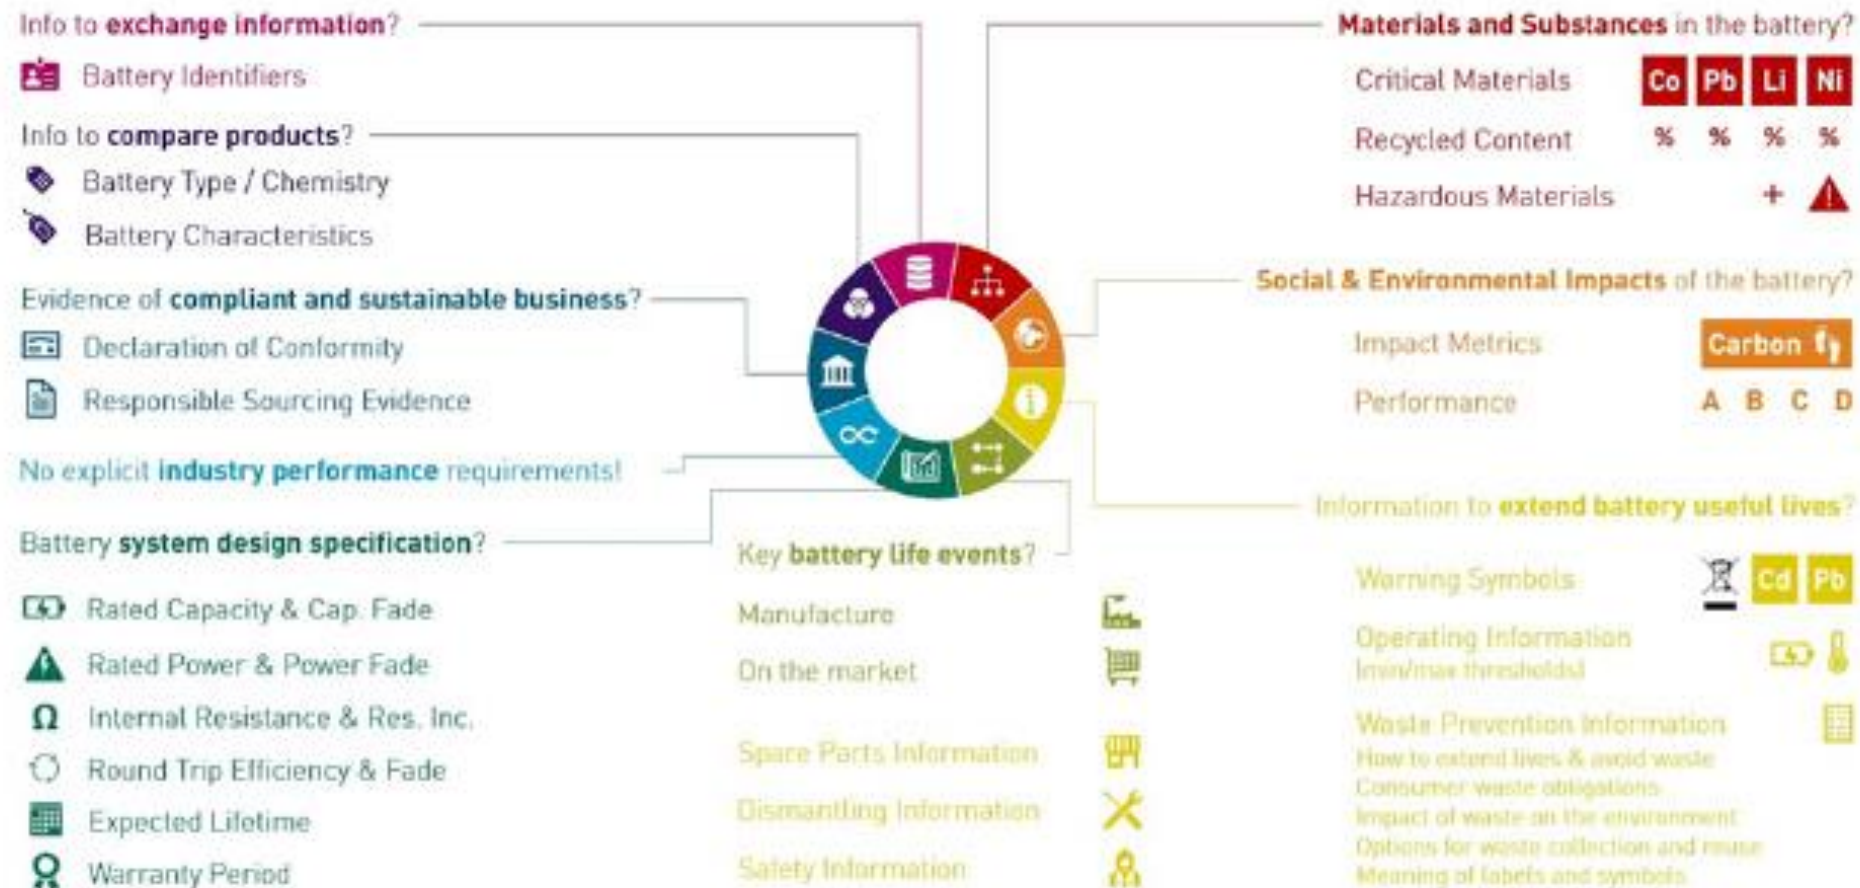 Info to exchange information?
Battery Identifiers
Info to compare products?
Battery Type / Chemistry
Battery Characteristics
Evidence of compliant and sustainable business?
Declaration of Conformity
Responsible Sourcing Evidence
No explicit industry performance requirements!
Battery system design specification?
Rated Capacity & Cap. Fade
Rated Power & Power Fade
Ω Internal Resistance & Res. Inc.
Round Trip Efficiency & Fade
Expected Lifetime
Warranty Period
Key battery life events?
Manufacture
On the market
Spare Parts Information
Dismantling Information
Safety Information
Materials and Substances in the battery?
Critical Materials Co Pb Li Ni
Recycled Content % % % %
Hazardous Materials + !
Social & Environmental Impacts of the battery?
Impact Metrics Carbon
Performance A B C D
Information to extend battery useful lives?
Warning Symbols Cd Pb
Operating Information
(min/max thresholds)
Waste Prevention Information
How to extend lives & avoid waste
Consumer waste obligations
Impact of waste on the environment
Options for waste collection and reuse
Meaning of labels and symbols